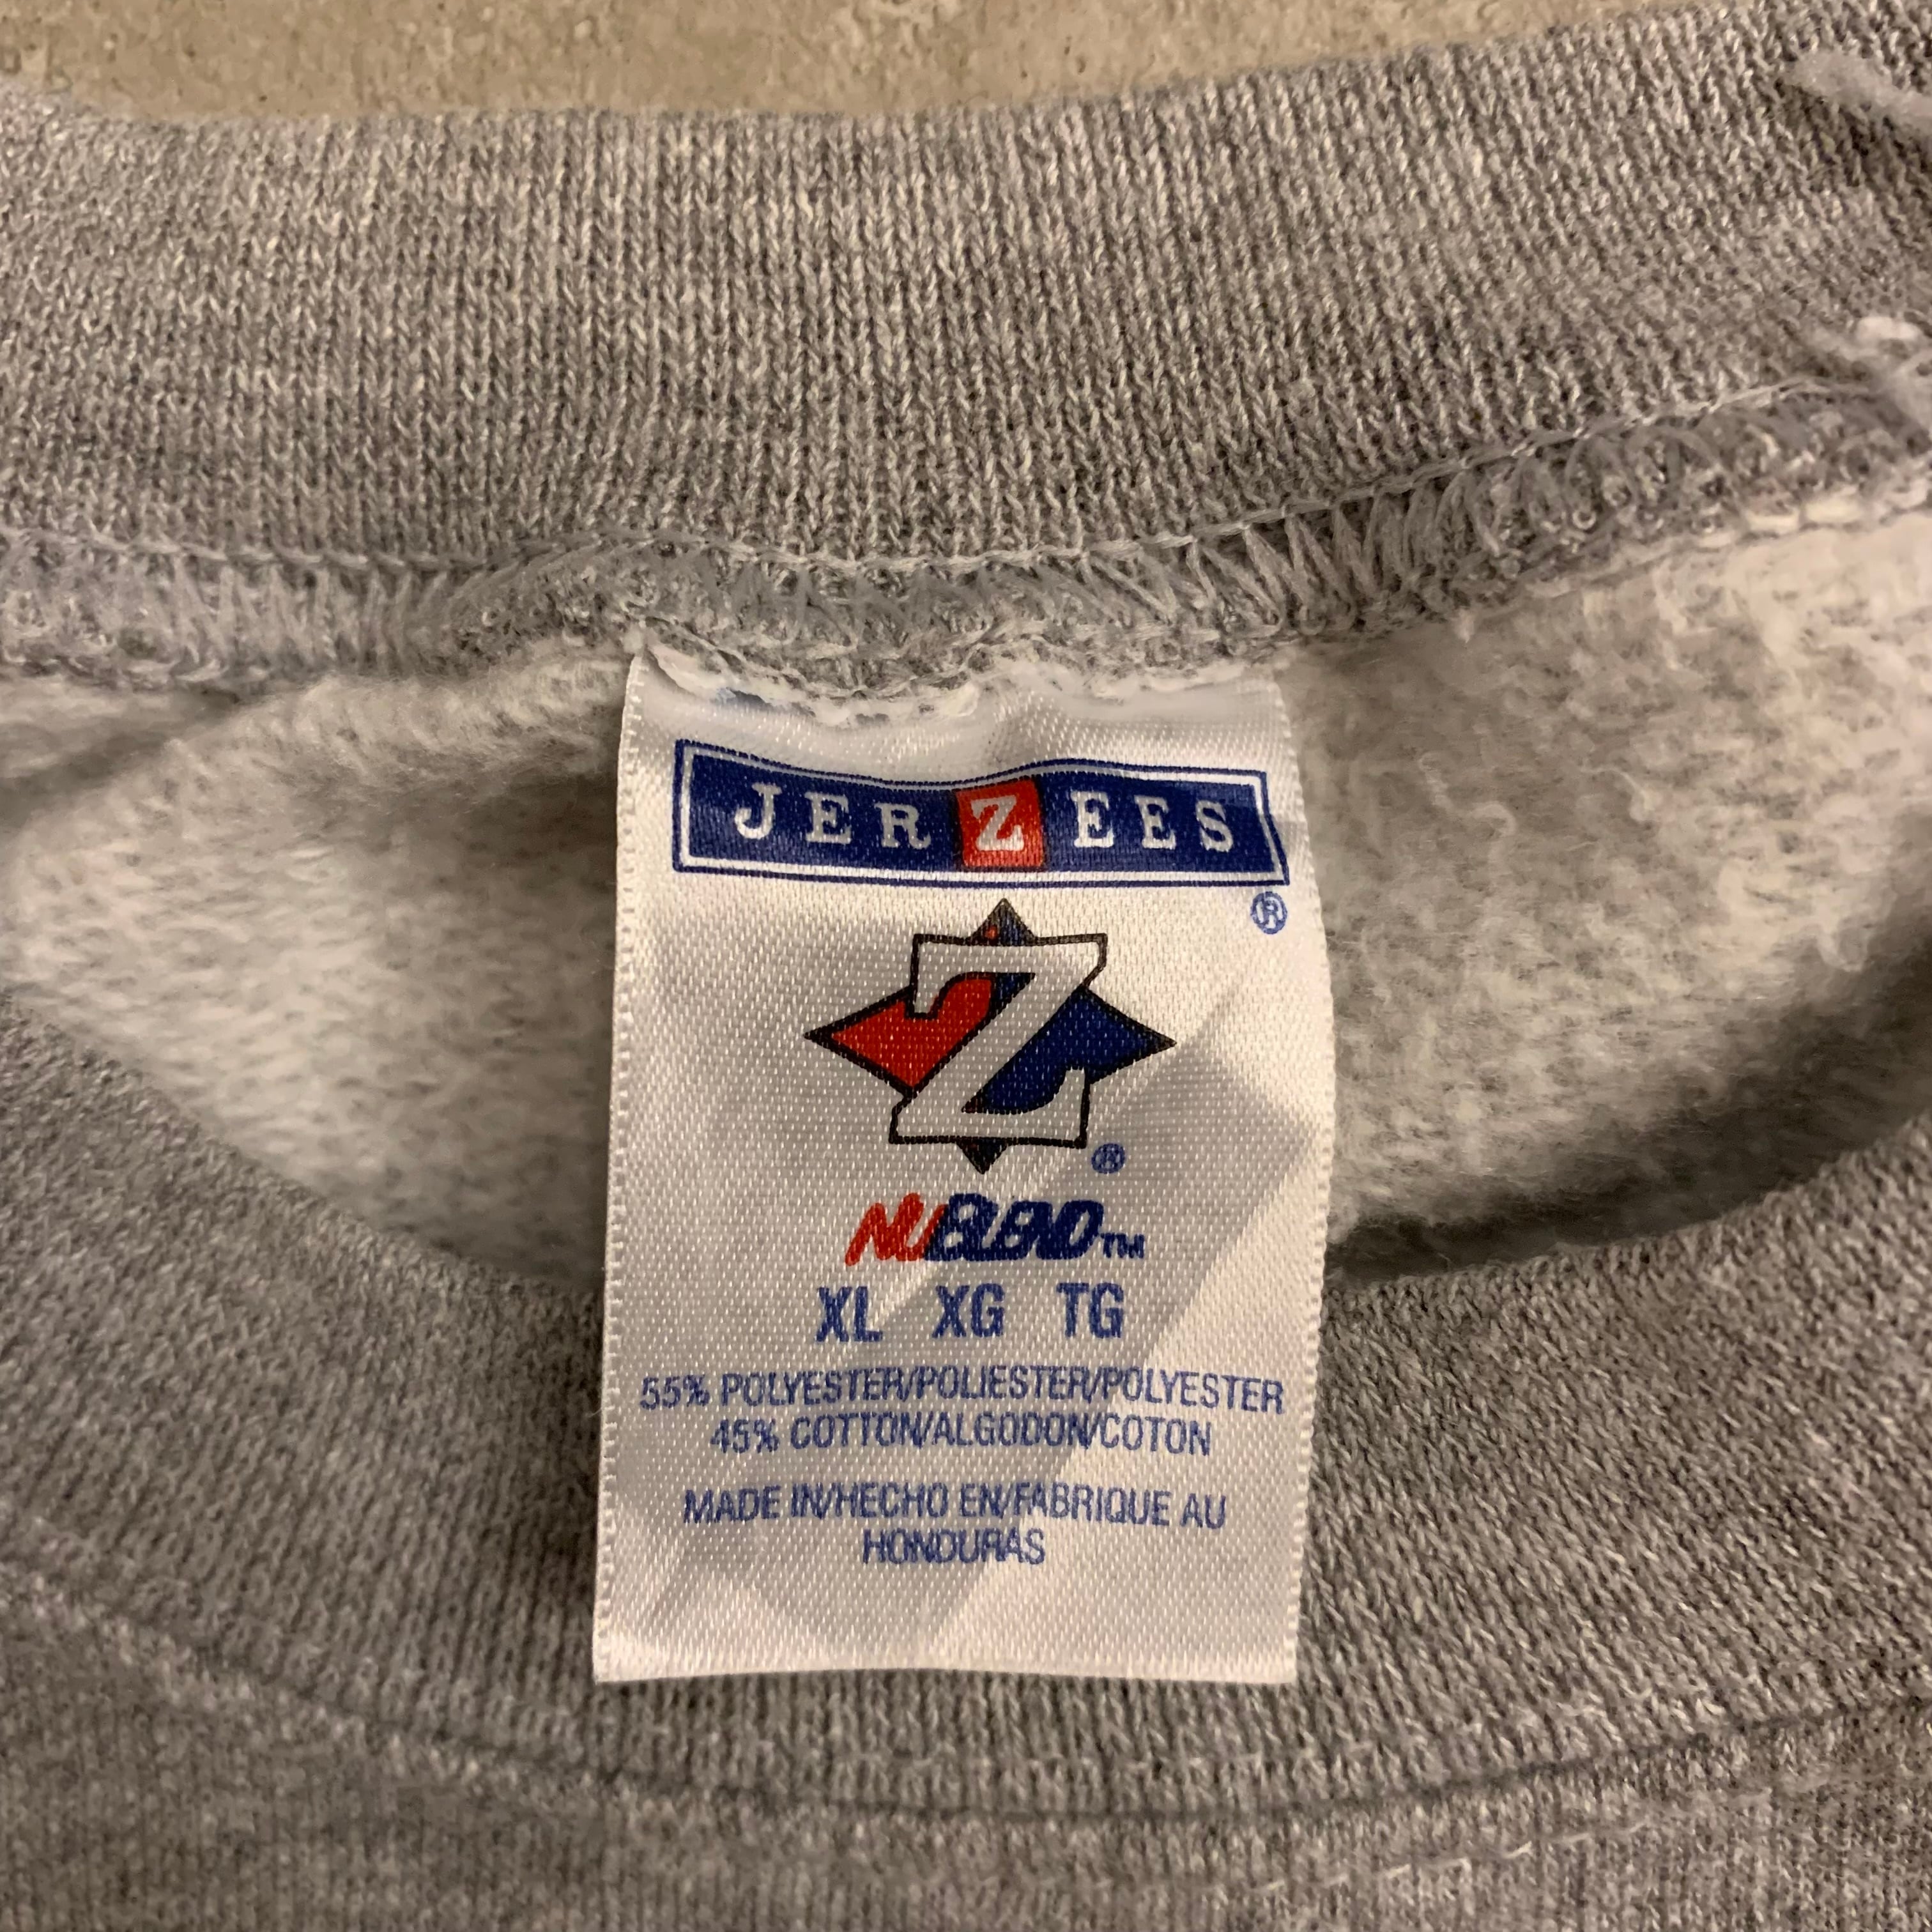 JERZEES
®
Z
®
NUBLEND™
XL XG TG
55% POLYESTER/POLIESTER/POLYESTER
45% COTTON/ALGODON/COTON
MADE IN/HECHO EN/FABRIQUE AU
HONDURAS